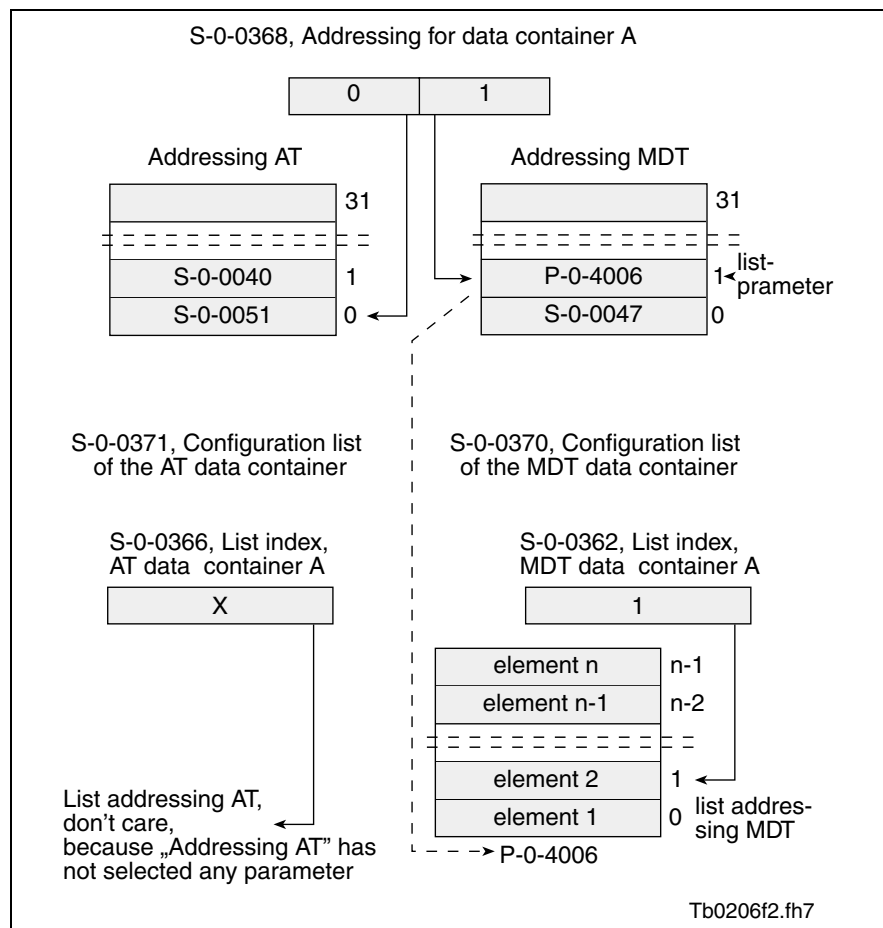 S-0-0368, Addressing for data container A
0 1
Addressing AT
31
S-0-0040 1
S-0-0051 0
Addressing MDT
31
P-0-4006 1
S-0-0047 0
list-
prameter
S-0-0371, Configuration list
of the AT data container
S-0-0370, Configuration list
of the MDT data container
S-0-0366, List index,
AT data container A
X
S-0-0362, List index,
MDT data container A
1
element n n-1
element n-1 n-2
element 2 1
element 1 0
list addres-
sing MDT
P-0-4006
List addressing AT,
don't care,
because „Addressing AT" has
not selected any parameter
Tb0206f2.fh7